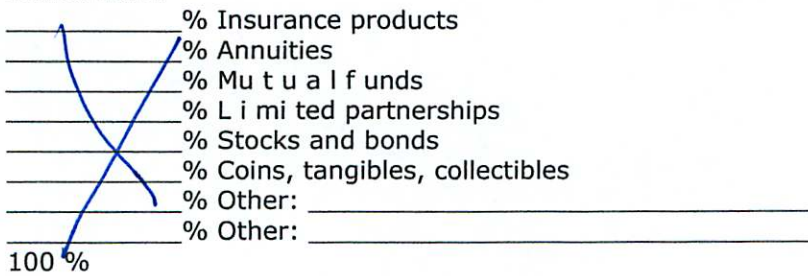 % Insurance products
% Annuities
% Mu t u a l f unds
% L i mi ted partnerships
% Stocks and bonds
% Coins, tangibles, collectibles
% Other:
% Other:
100 %